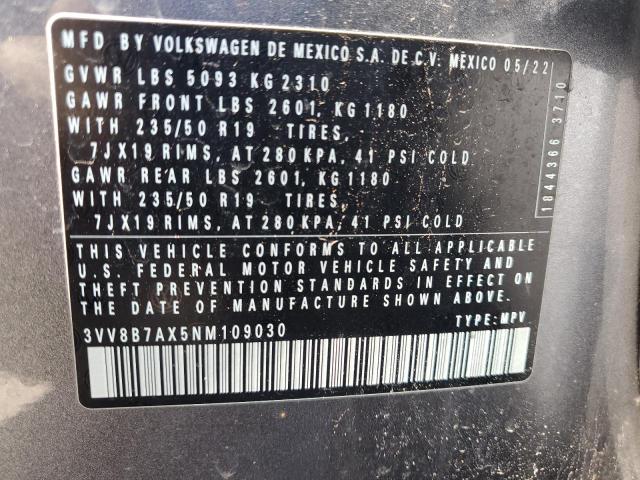 MFD BY VOLKSWAGEN DE MEXICO S.A. DE C.V. MEXICO 05/22
GVWR LBS 5093 KG 2310
GAWR FRONT LBS 2601, KG 1180
WITH 235/50 R19 TIRES,
7JX19 RIMS, AT 280 KPA, 41 PSI COLD
GAWR REAR LBS 2601, KG 1180
WITH 235/50 R19 TIRES,
7JX19 RIMS, AT 280 KPA, 41 PSI COLD
THIS VEHICLE CONFORMS TO ALL APPLICABLE
U.S. FEDERAL MOTOR VEHICLE SAFETY AND
THEFT PREVENTION STANDARDS IN EFFECT ON
THE DATE OF MANUFACTURE SHOWN ABOVE.
3VV8B7AX5NM109030 TYPE: MPV
1844366 3710